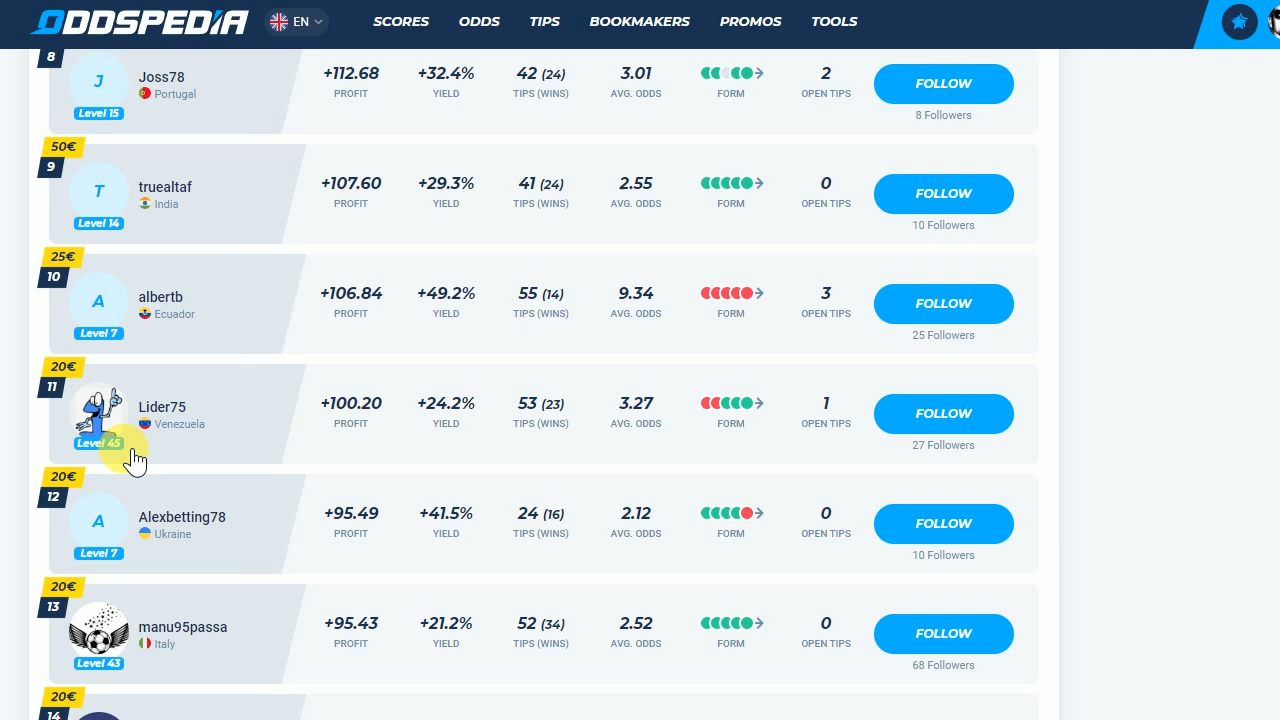 ODDSPEDIA EN SCORES ODDS TIPS BOOKMAKERS PROMOS TOOLS
8
J Joss78 +112.68 +32.4% 42 (24) 3.01 2 FOLLOW
Portugal PROFIT YIELD TIPS (WINS) AVG. ODDS FORM OPEN TIPS
Level 15 8 Followers
50€
9
T truealtaf +107.60 +29.3% 41 (24) 2.55 0 FOLLOW
India PROFIT YIELD TIPS (WINS) AVG. ODDS FORM OPEN TIPS
Level 14 10 Followers
25€
10
A albertb +106.84 +49.2% 55 (14) 9.34 3 FOLLOW
Ecuador PROFIT YIELD TIPS (WINS) AVG. ODDS FORM OPEN TIPS
Level 7 25 Followers
20€
11
Lider75 +100.20 +24.2% 53 (23) 3.27 1 FOLLOW
Venezuela PROFIT YIELD TIPS (WINS) AVG. ODDS FORM OPEN TIPS
Level 45 27 Followers
20€
12
A Alexbetting78 +95.49 +41.5% 24 (16) 2.12 0 FOLLOW
Ukraine PROFIT YIELD TIPS (WINS) AVG. ODDS FORM OPEN TIPS
Level 7 10 Followers
20€
13
manu95passa +95.43 +21.2% 52 (34) 2.52 0 FOLLOW
Italy PROFIT YIELD TIPS (WINS) AVG. ODDS FORM OPEN TIPS
Level 43 68 Followers
20€
14